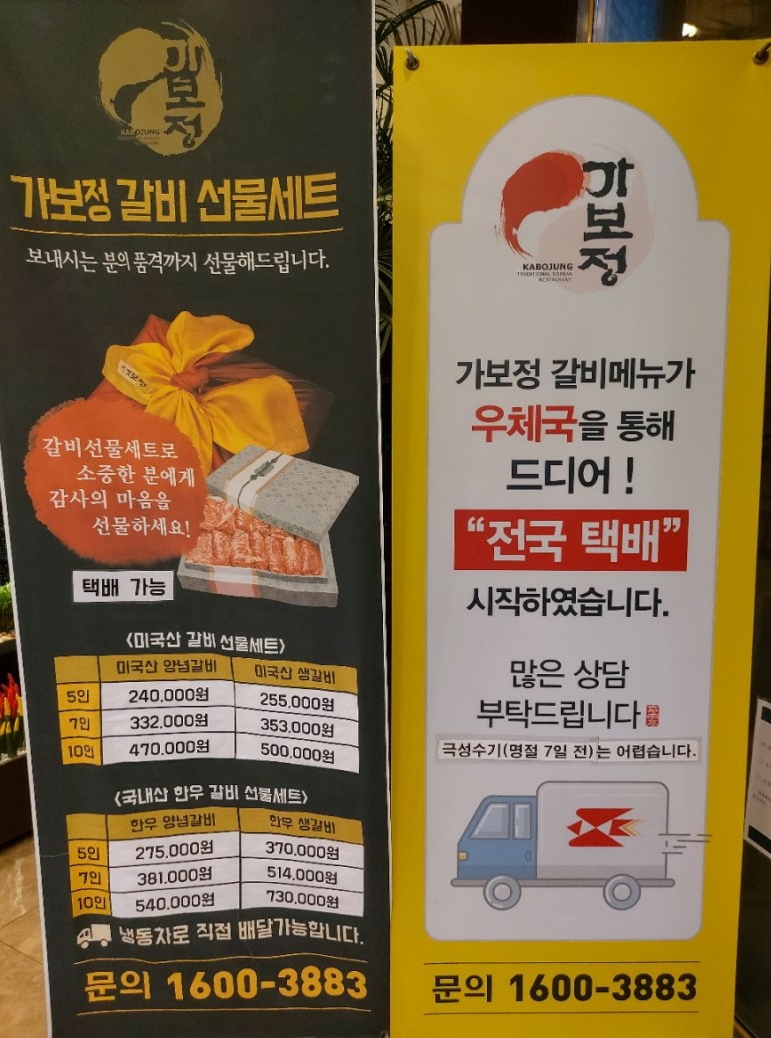 가보정
KABOJUNG
가보정 갈비 선물세트
보내시는 분의 품격까지 선물해드립니다.
가보정
갈비선물세트로
소중한 분에게
감사의 마음을
선물하세요!
택배 가능
<미국산 갈비 선물세트>
미국산 양념갈비 미국산 생갈비
5인 240.000원 255.000원
7인 332.000원 353.000원
10인 470.000원 500.000원
<국내산 한우 갈비 선물세트>
한우 양념갈비 한우 생갈비
5인 275.000원 370.000원
7인 381.000원 514.000원
10인 540.000원 730.000원
냉동차로 직접 배달가능합니다.
문의 1600-3883
가보정
KABOJUNG
TRADITIONAL KOREAN
RESTAURANT
가보정 갈비메뉴가
우체국을 통해
드디어 !
“전국 택배”
시작하였습니다.
많은 상담
부탁드립니다
극성수기(명절 7일 전)는 어렵습니다.
문의 1600-3883